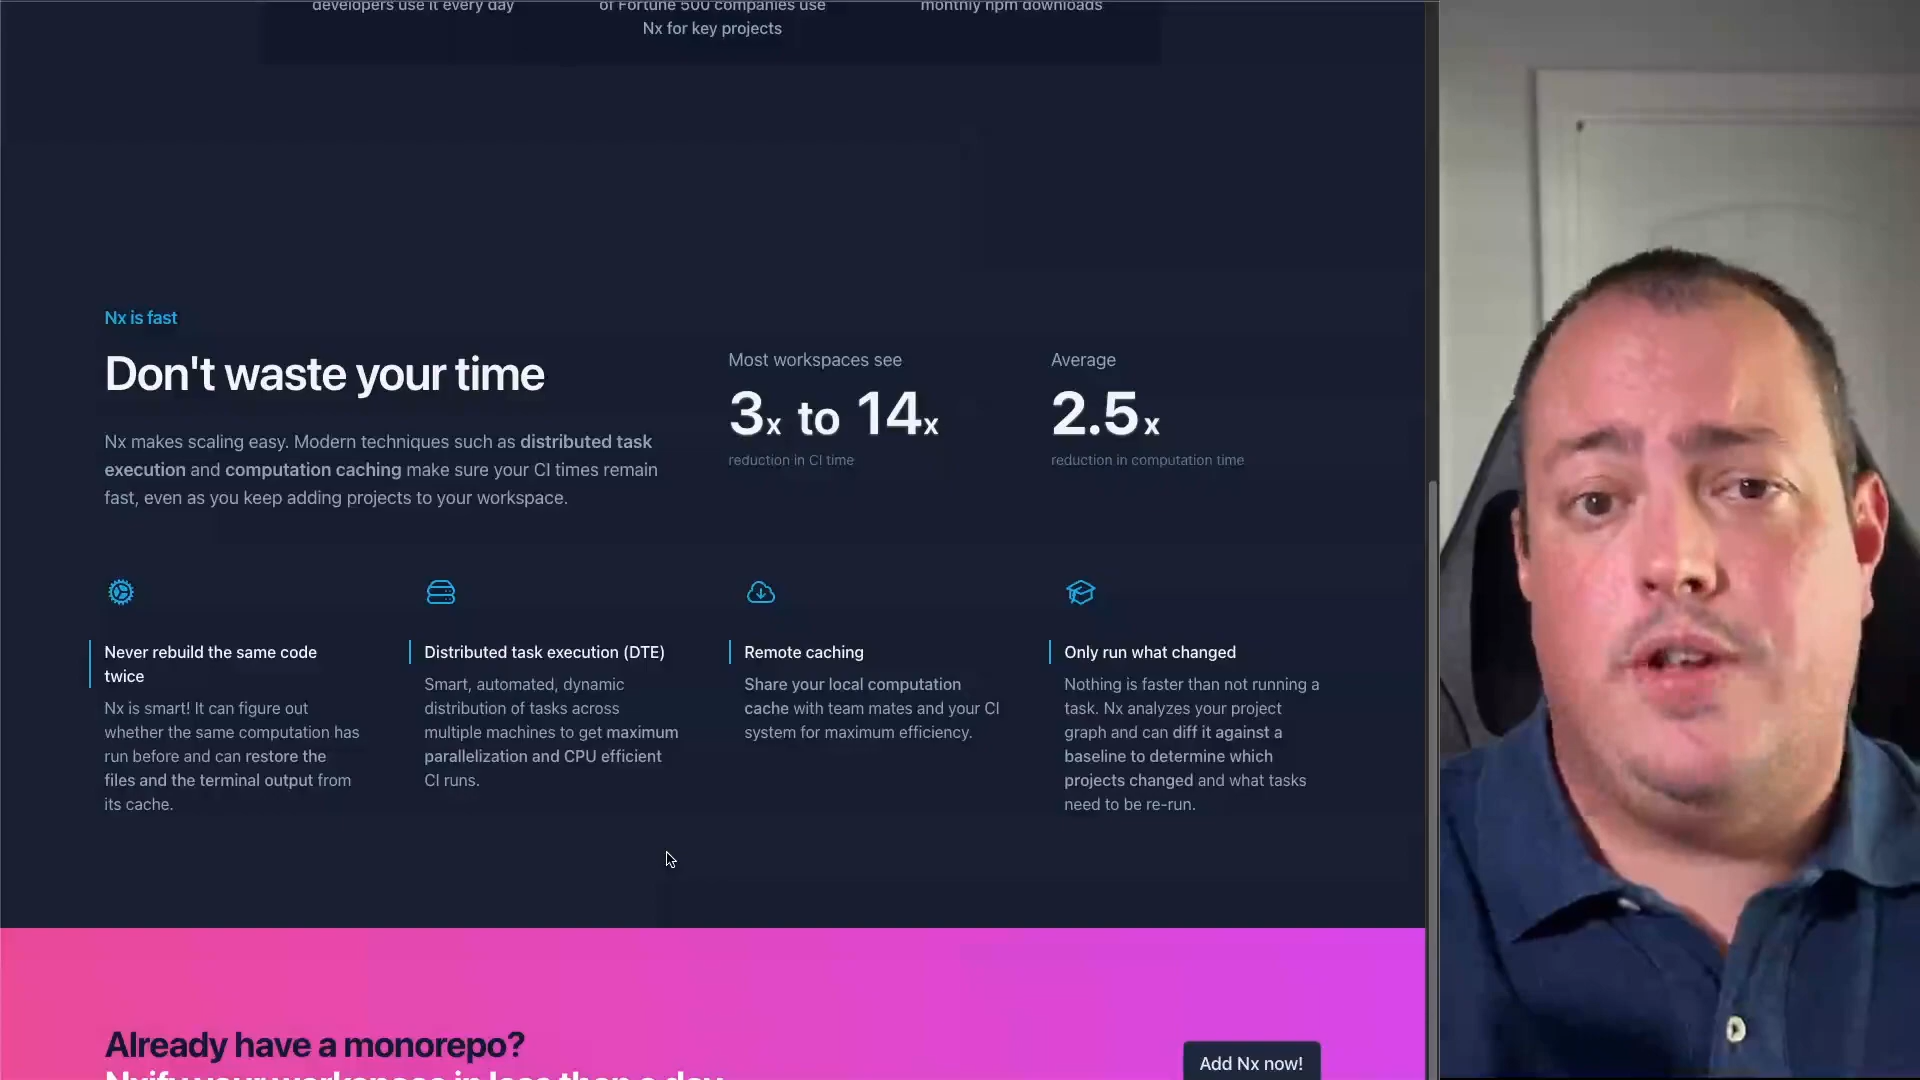 developers use it every day
of Fortune 500 companies use
monthly npm downloads
Nx for key projects
Nx is fast
Don't waste your time
Nx makes scaling easy. Modern techniques such as distributed task
execution and computation caching make sure your CI times remain
fast, even as you keep adding projects to your workspace.
Most workspaces see
3x to 14x
reduction in CI time
Average
2.5x
reduction in computation time
Never rebuild the same code
twice
Nx is smart! It can figure out
whether the same computation has
run before and can restore the
files and the terminal output from
its cache.
Distributed task execution (DTE)
Smart, automated, dynamic
distribution of tasks across
multiple machines to get maximum
parallelization and CPU efficient
CI runs.
Remote caching
Share your local computation
cache with team mates and your CI
system for maximum efficiency.
Only run what changed
Nothing is faster than not running a
task. Nx analyzes your project
graph and can diff it against a
baseline to determine which
projects changed and what tasks
need to be re-run.
Already have a monorepo?
Nxify your workspace in less than a day
Add Nx now!